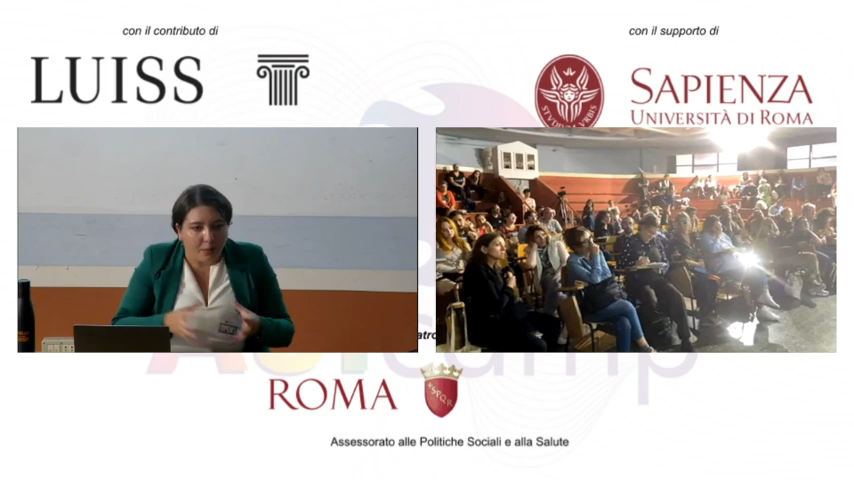 con il contributo di
con il supporto di
LUISS
SAPIENZA
UNIVERSITÀ DI ROMA
ROMA
SPQR
Assessorato alle Politiche Sociali e alla Salute